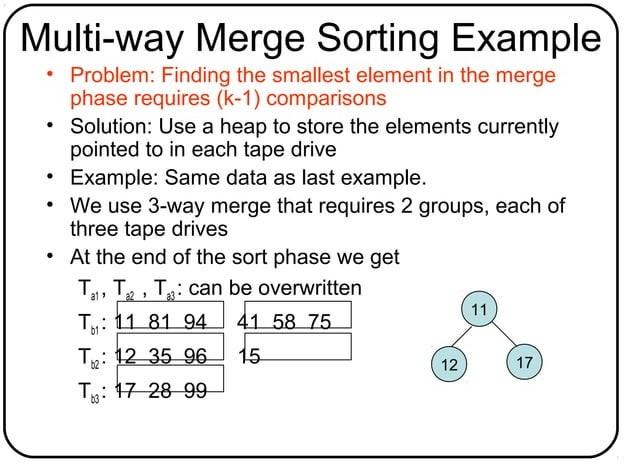 Multi-way Merge Sorting Example
• Problem: Finding the smallest element in the merge
phase requires (k-1) comparisons
• Solution: Use a heap to store the elements currently
pointed to in each tape drive
• Example: Same data as last example.
• We use 3-way merge that requires 2 groups, each of
three tape drives
• At the end of the sort phase we get
Ta1, Ta2 , Ta3: can be overwritten
Tb1: 11 81 94 41 58 75
Tb2: 12 35 96 15
Tb3: 17 28 99
11
12 17